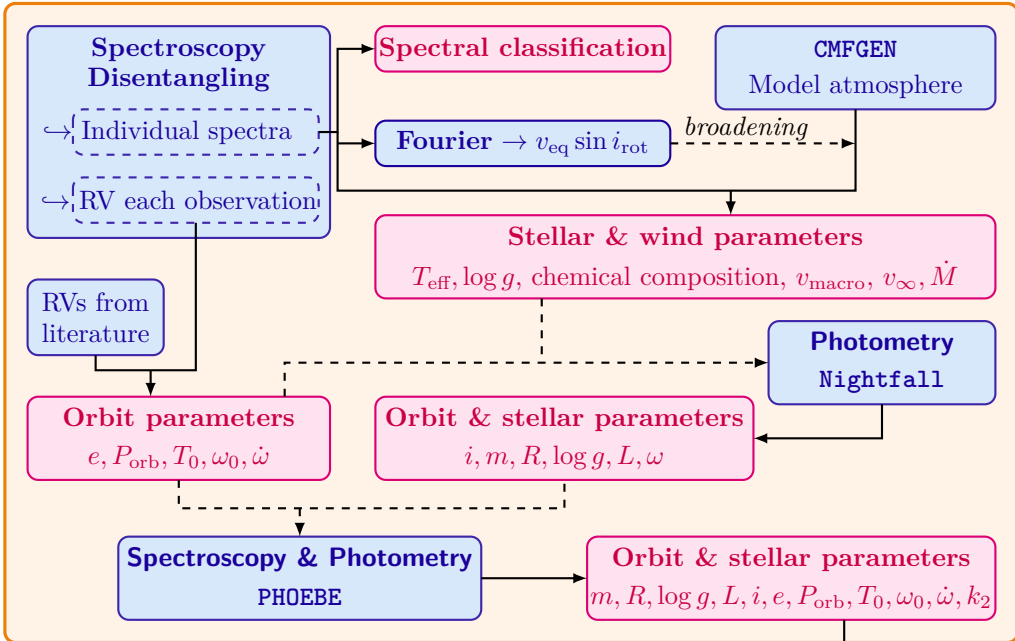 Spectroscopy
Disentangling
↪ Individual spectra
↪ RV each observation
Spectral classification
Fourier → v_eq sin i_rot
broadening
CMFGEN
Model atmosphere
Stellar & wind parameters
T_eff, log g, chemical composition, v_macro, v_∞, Ṁ
RVs from
literature
Photometry
Nightfall
Orbit parameters
e, P_orb, T_0, ω_0, ω̇
Orbit & stellar parameters
i, m, R, log g, L, ω
Spectroscopy & Photometry
PHOEBE
Orbit & stellar parameters
m, R, log g, L, i, e, P_orb, T_0, ω_0, ω̇, k_2